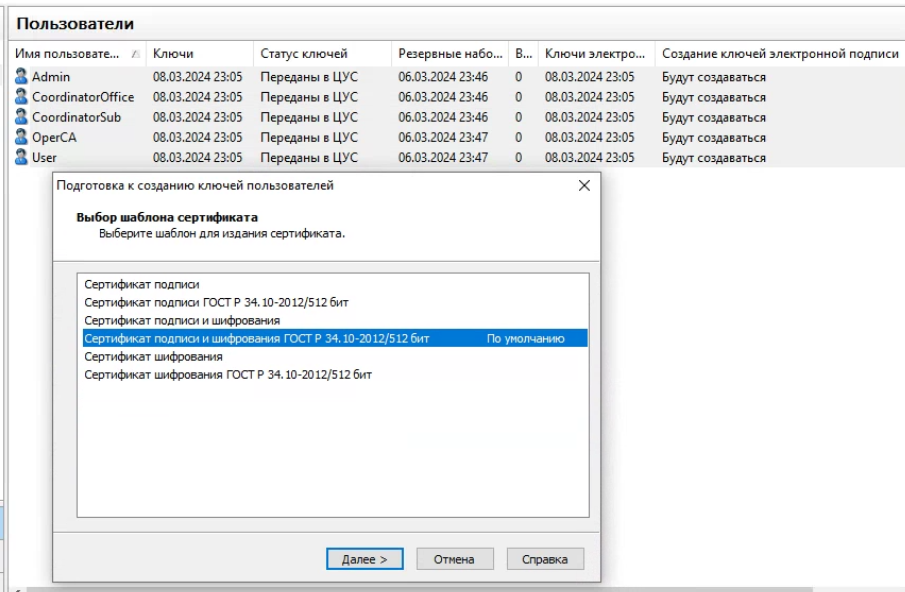 Пользователи
Имя пользовате... Ключи Статус ключей Резервные набо... В... Ключи электро... Создание ключей электронной подписи
Admin 08.03.2024 23:05 Переданы в ЦУС 06.03.2024 23:46 0 08.03.2024 23:05 Будут создаваться
CoordinatorOffice 08.03.2024 23:05 Переданы в ЦУС 06.03.2024 23:46 0 08.03.2024 23:05 Будут создаваться
CoordinatorSub 08.03.2024 23:05 Переданы в ЦУС 06.03.2024 23:46 0 08.03.2024 23:05 Будут создаваться
OperCA 08.03.2024 23:05 Переданы в ЦУС 06.03.2024 23:47 0 08.03.2024 23:05 Будут создаваться
User 08.03.2024 23:05 Переданы в ЦУС 06.03.2024 23:47 0 08.03.2024 23:05 Будут создаваться
Подготовка к созданию ключей пользователей
Выбор шаблона сертификата
Выберите шаблон для издания сертификата.
Сертификат подписи
Сертификат подписи ГОСТ Р 34.10-2012/512 бит
Сертификат подписи и шифрования
Сертификат подписи и шифрования ГОСТ Р 34.10-2012/512 бит По умолчанию
Сертификат шифрования
Сертификат шифрования ГОСТ Р 34.10-2012/512 бит
Далее > Отмена Справка